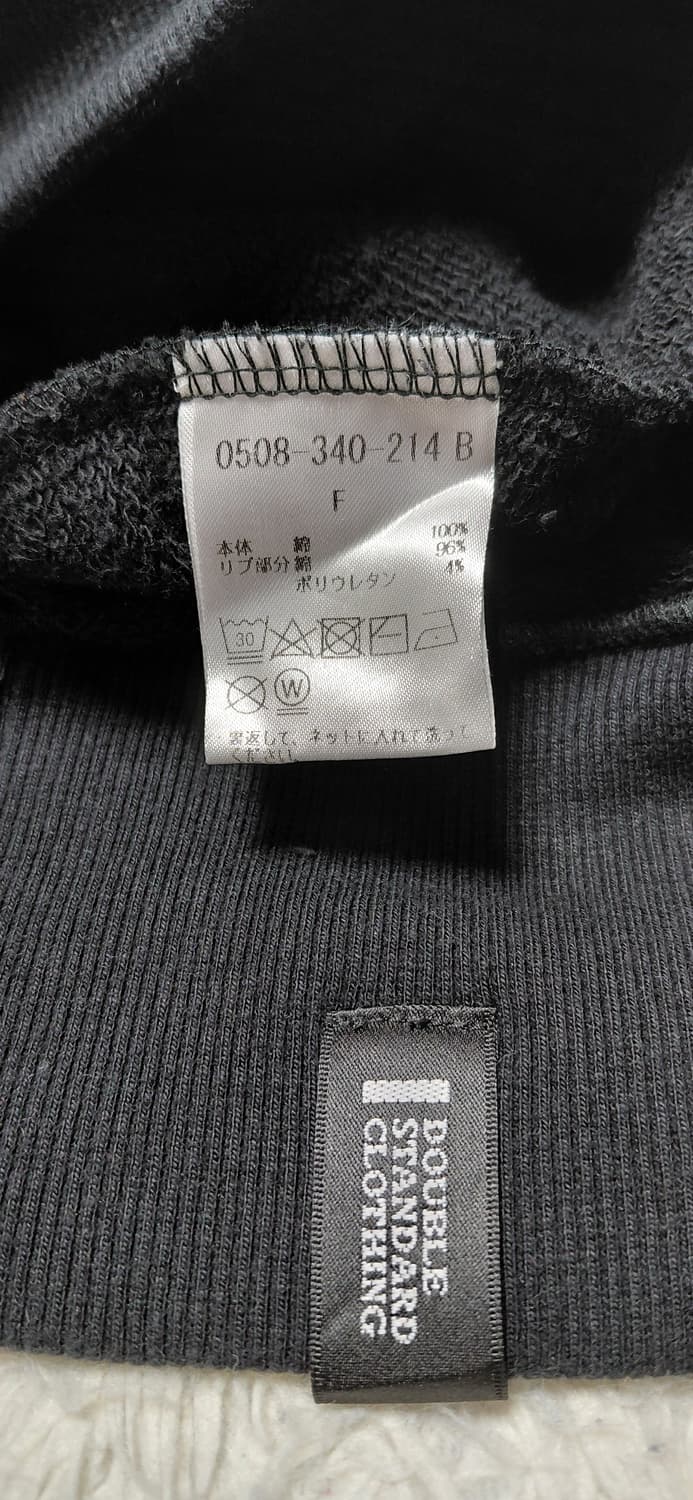 0508-340-214 B
F
本体 綿 100%
リブ部分 綿 96%
ポリウレタン 4%
30
W
・裏返して、ネットに入れて洗って
ください。
DOUBLE
STANDARD
CLOTHING